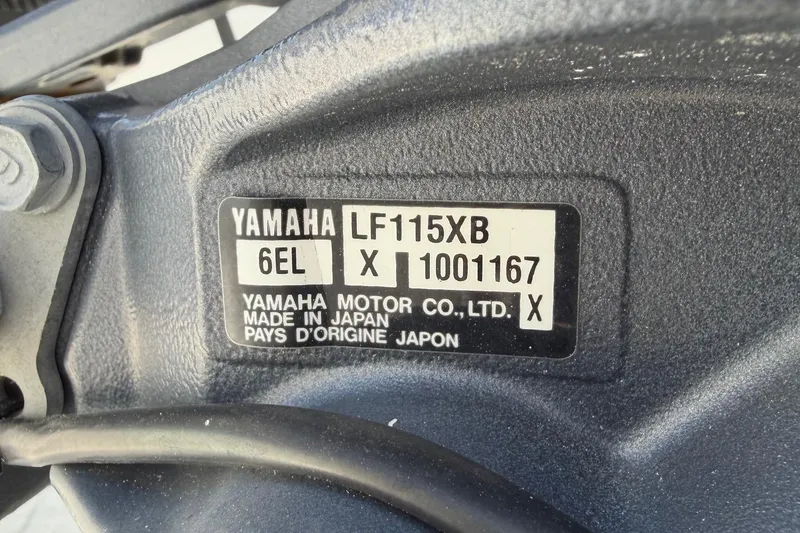 YAMAHA LF115XB
6EL X 1001167
YAMAHA MOTOR CO.,LTD. X
MADE IN JAPAN
PAYS D'ORIGINE JAPON